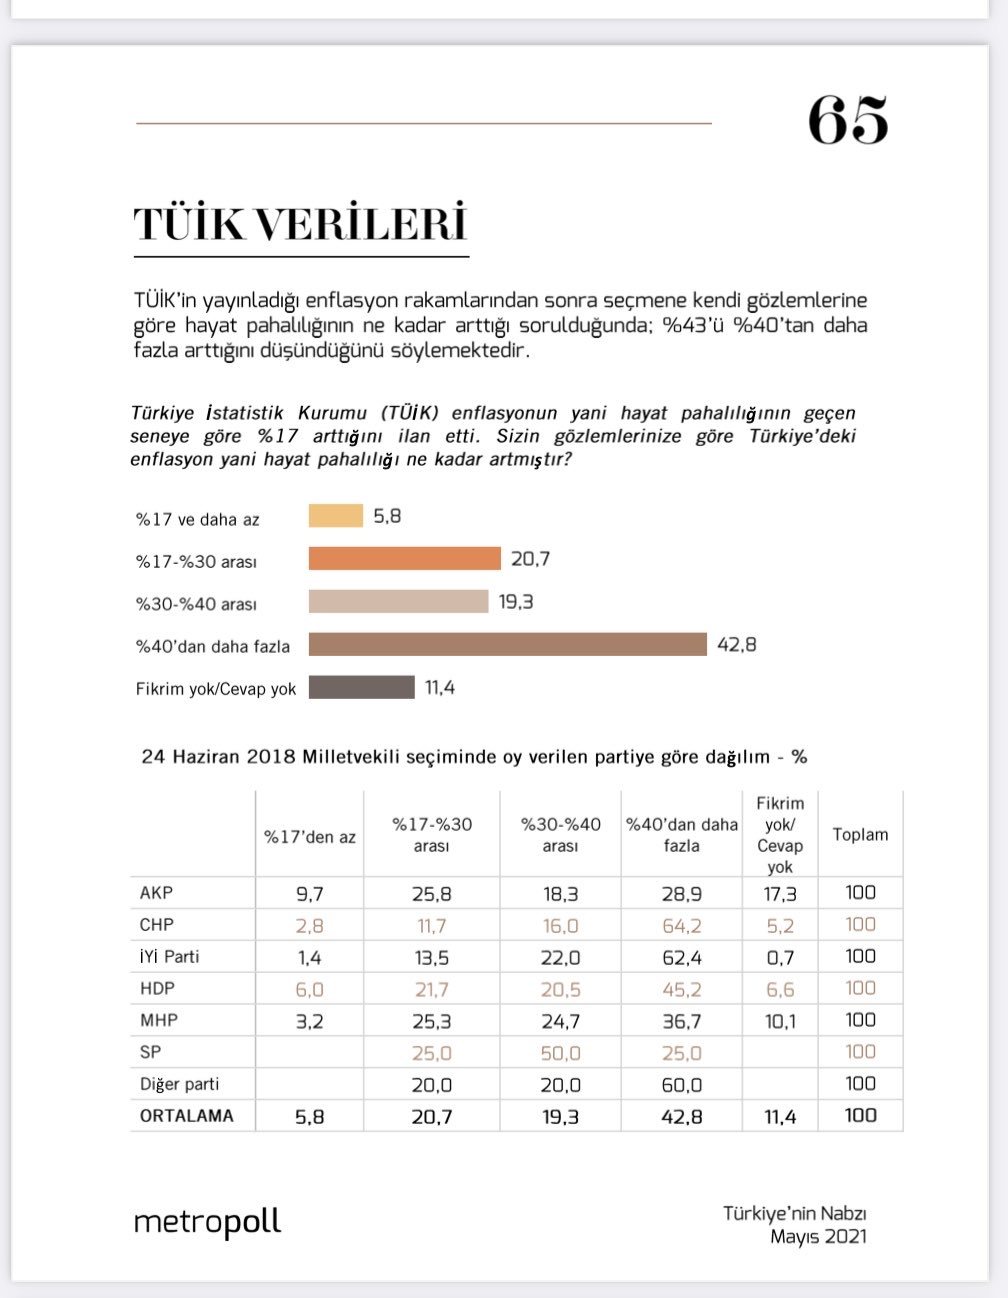 65
TÜİK VERİLERİ
TÜİK'in yayınladığı enflasyon rakamlarından sonra seçmene kendi gözlemlerine
göre hayat pahalılığının ne kadar arttığı sorulduğunda; %43'ü %40'tan daha
fazla arttığını düşündüğünü söylemektedir.
Türkiye İstatistik Kurumu (TÜİK) enflasyonun yani hayat pahalılığının geçen
seneye göre %17 arttığını ilan etti. Sizin gözlemlerinize göre Türkiye'deki
enflasyon yani hayat pahalılığı ne kadar artmıştır?
%17 ve daha az 5,8
%17-%30 arası 20,7
%30-%40 arası 19,3
%40'dan daha fazla 42,8
Fikrim yok/Cevap yok 11,4
24 Haziran 2018 Milletvekili seçiminde oy verilen partiye göre dağılım - %
%17'den az %17-%30 arası %30-%40 arası %40'dan daha fazla Fikrim yok/ Cevap yok Toplam
AKP 9,7 25,8 18,3 28,9 17,3 100
CHP 2,8 11,7 16,0 64,2 5,2 100
İYİ Parti 1,4 13,5 22,0 62,4 0,7 100
HDP 6,0 21,7 20,5 45,2 6,6 100
MHP 3,2 25,3 24,7 36,7 10,1 100
SP 25,0 50,0 25,0 100
Diğer parti 20,0 20,0 60,0 100
ORTALAMA 5,8 20,7 19,3 42,8 11,4 100
metropoll
Türkiye'nin Nabzı
Mayıs 2021